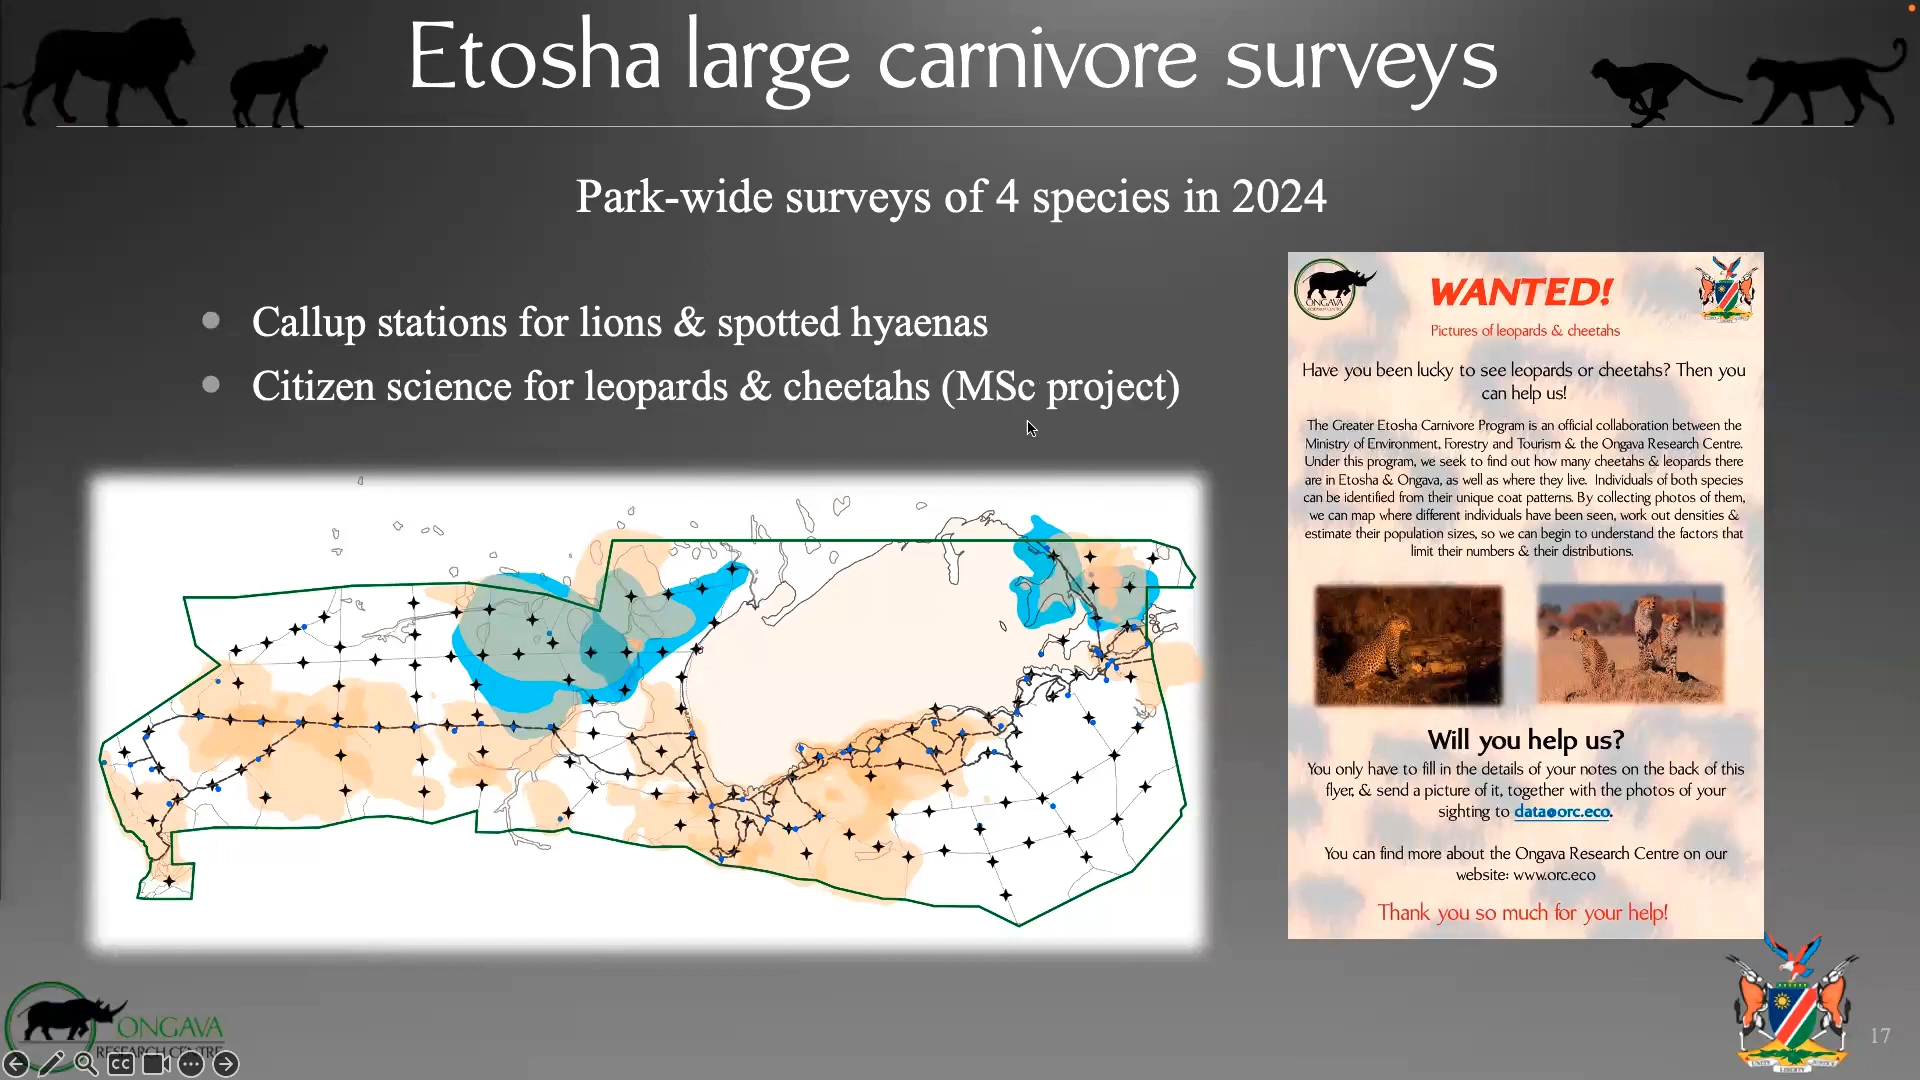 Etosha large carnivore surveys
Park-wide surveys of 4 species in 2024
Callup stations for lions & spotted hyaenas
Citizen science for leopards & cheetahs (MSc project)
ONGAVA
WANTED!
Pictures of leopards & cheetahs
Have you been lucky to see leopards or cheetahs? Then you
can help us!
The Greater Etosha Carnivore Program is an official collaboration between the
Ministry of Environment, Forestry and Tourism & the Ongava Research Centre.
Under this program, we seek to find out how many cheetahs & leopards there
are in Etosha & Ongava, as well as where they live. Individuals of both species
can be identified from their unique coat patterns. By collecting photos of them,
we can map where different individuals have been seen, work out densities &
estimate their population sizes, so we can begin to understand the factors that
limit their numbers & their distributions.
Will you help us?
You only have to fill in the details of your notes on the back of this
flyer, & send a picture of it, together with the photos of your
sighting to data@orc.eco.
You can find more about the Ongava Research Centre on our
website: www.orc.eco
Thank you so much for your help!
ONGAVA
RESEARCH CENTRE
CC
17